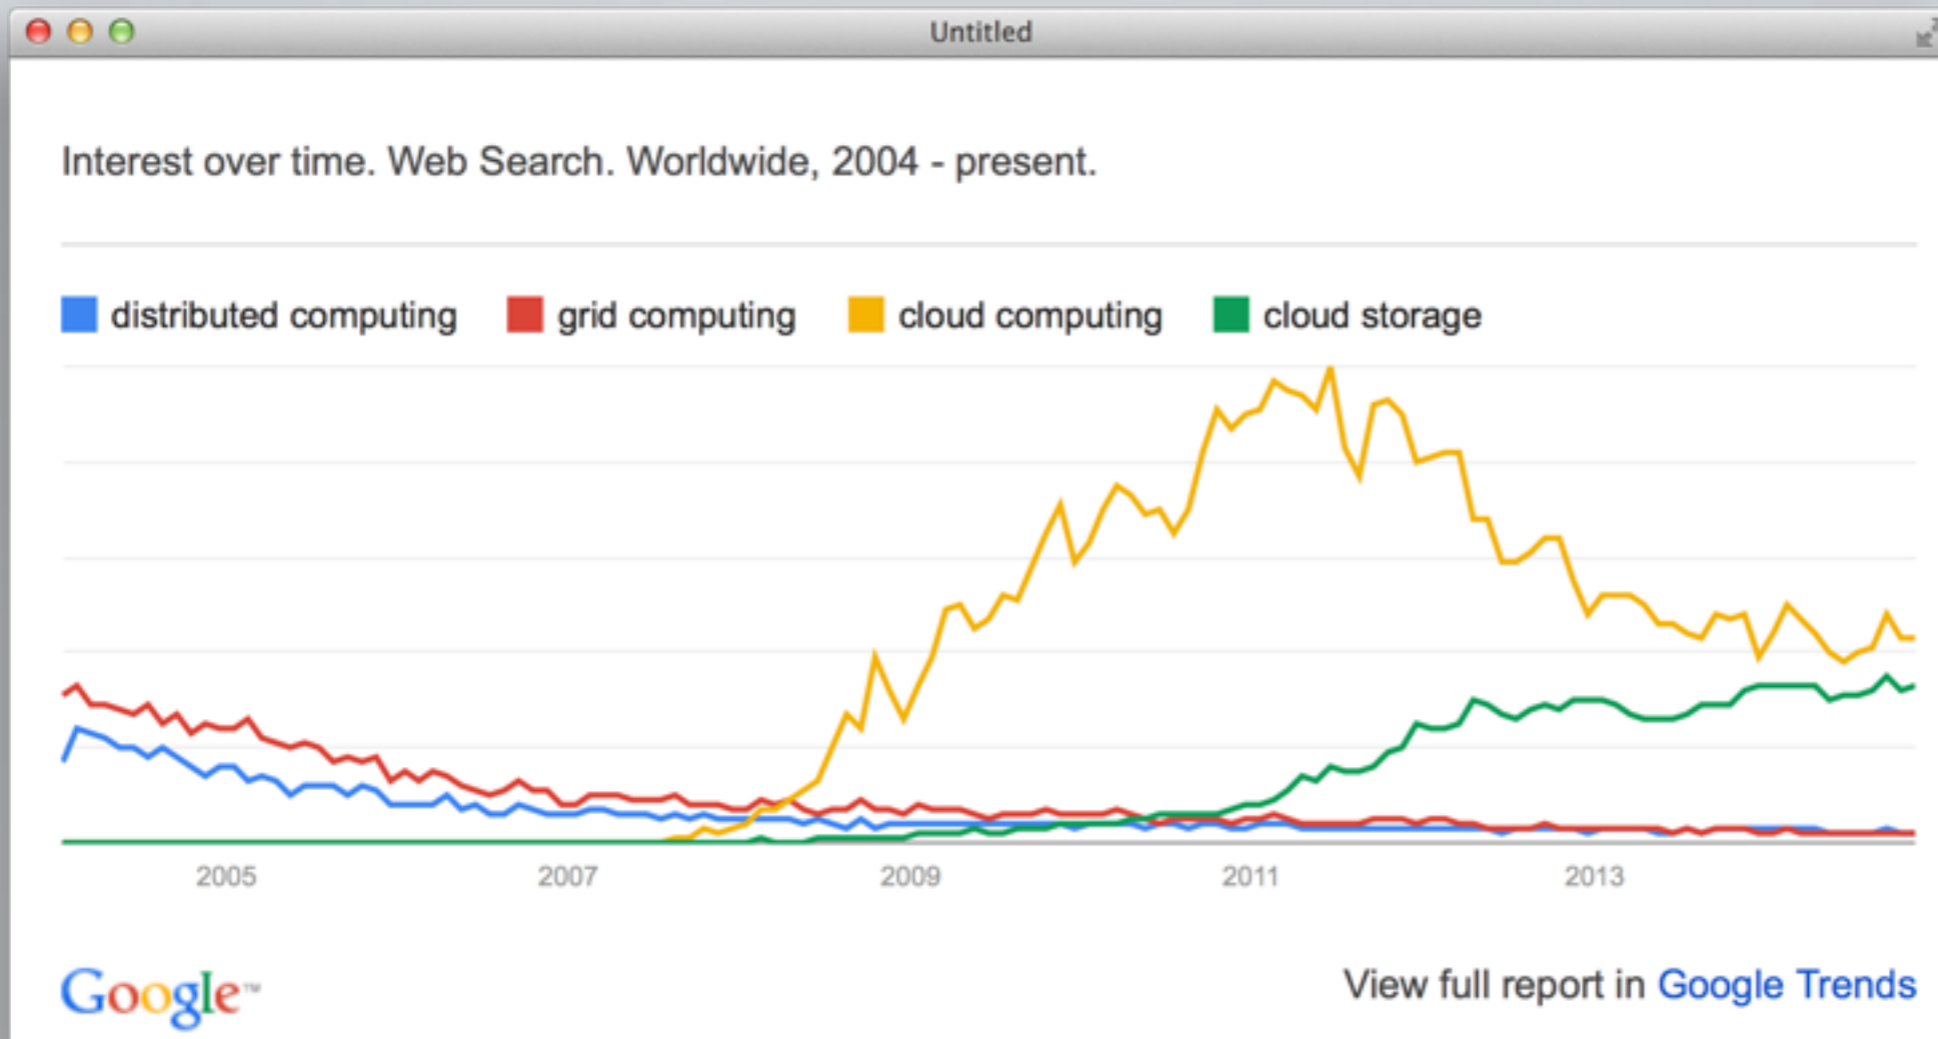 Untitled
Interest over time. Web Search. Worldwide, 2004 - present.
distributed computing grid computing cloud computing cloud storage
2005 2007 2009 2011 2013
Google™ View full report in Google Trends